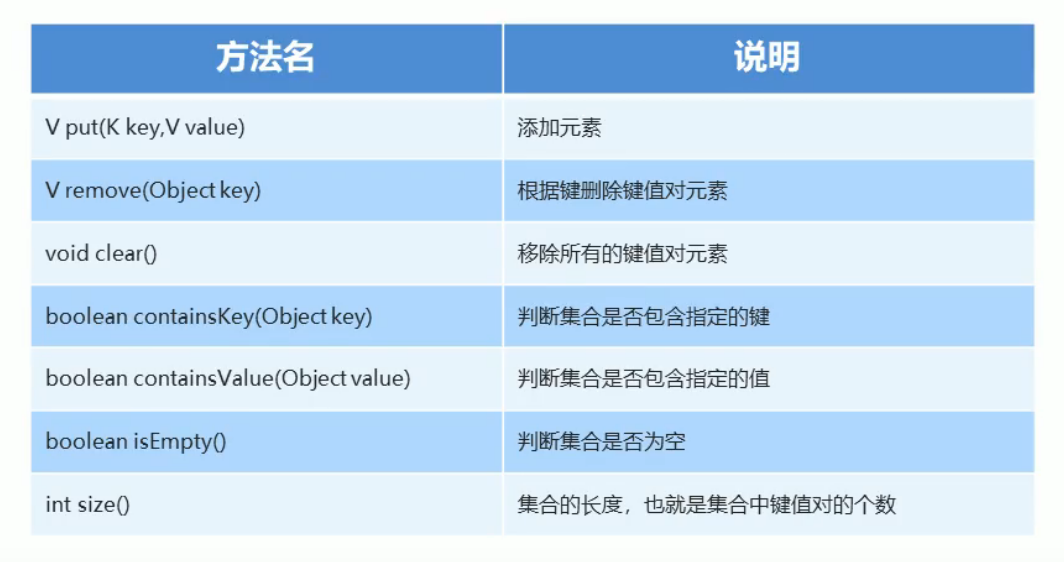 方法名 说明
V put(K key,V value) 添加元素
V remove(Object key) 根据键删除键值对元素
void clear() 移除所有的键值对元素
boolean containsKey(Object key) 判断集合是否包含指定的键
boolean containsValue(Object value) 判断集合是否包含指定的值
boolean isEmpty() 判断集合是否为空
int size() 集合的长度，也就是集合中键值对的个数